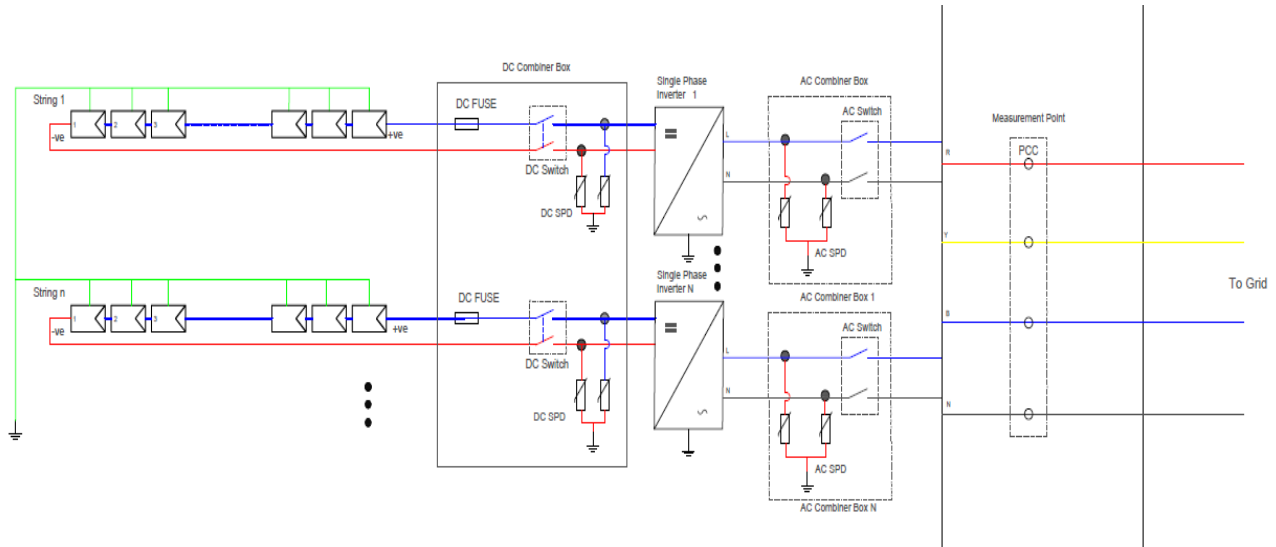 DC Combiner Box
Single Phase
Inverter 1
AC Combiner Box
String 1
DC FUSE
AC Switch
Measurement Point
1
2
3
-ve
+ve
L
PCC
R
DC Switch
N
DC SPD
AC SPD
Y
Single Phase
Inverter N
To Grid
String n
DC FUSE
AC Combiner Box 1
1
2
3
-ve
+ve
AC Switch
B
L
DC Switch
N
N
DC SPD
AC SPD
AC Combiner Box N